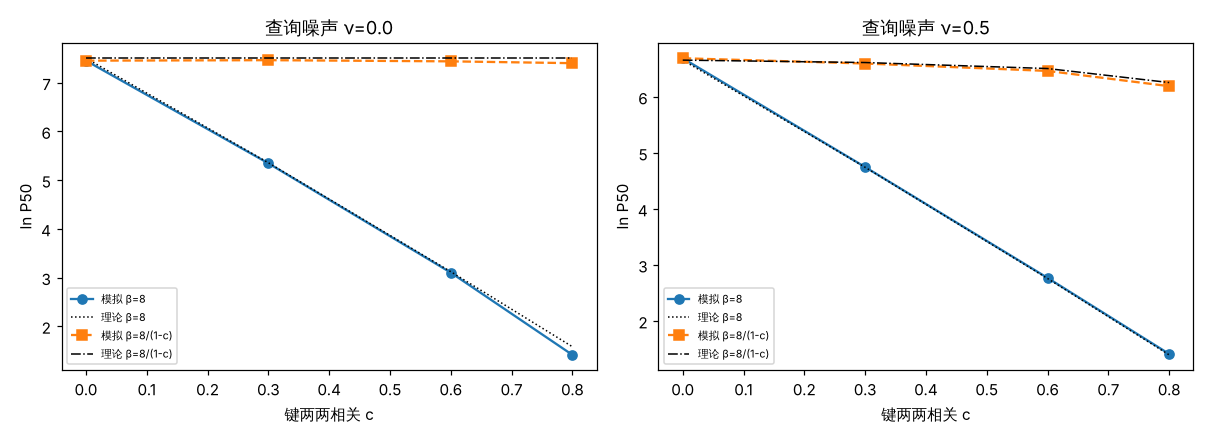 查询噪声 ν=0.0
ln P50
7
6
5
4
3
2
模拟 β=8
理论 β=8
模拟 β=8/(1-c)
理论 β=8/(1-c)
0.0 0.1 0.2 0.3 0.4 0.5 0.6 0.7 0.8
键两两相关 c
查询噪声 ν=0.5
ln P50
6
5
4
3
2
模拟 β=8
理论 β=8
模拟 β=8/(1-c)
理论 β=8/(1-c)
0.0 0.1 0.2 0.3 0.4 0.5 0.6 0.7 0.8
键两两相关 c